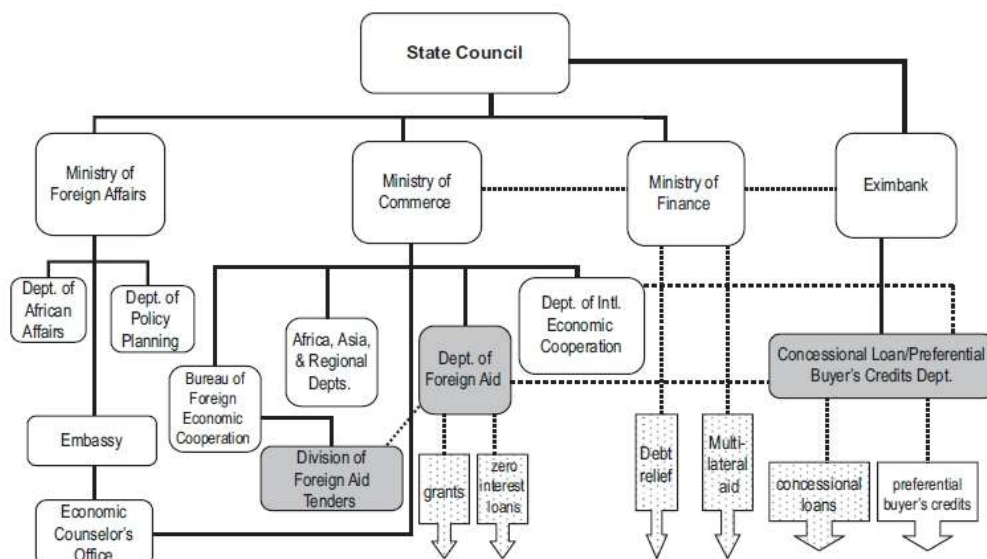 State Council
Ministry of
Foreign Affairs
Ministry of
Commerce
Ministry of
Finance
Eximbank
Dept. of
African
Affairs
Dept. of
Policy
Planning
Bureau of
Foreign
Economic
Cooperation
Africa, Asia,
& Regional
Depts.
Dept. of
Foreign Aid
Dept. of Intl.
Economic
Cooperation
Concessional Loan/Preferential
Buyer's Credits Dept.
Embassy
Division of
Foreign Aid
Tenders
grants
zero
interest
loans
Debt
relief
Multi-
lateral
aid
concessional
loans
preferential
buyer's credits
Economic
Counselor's
Office